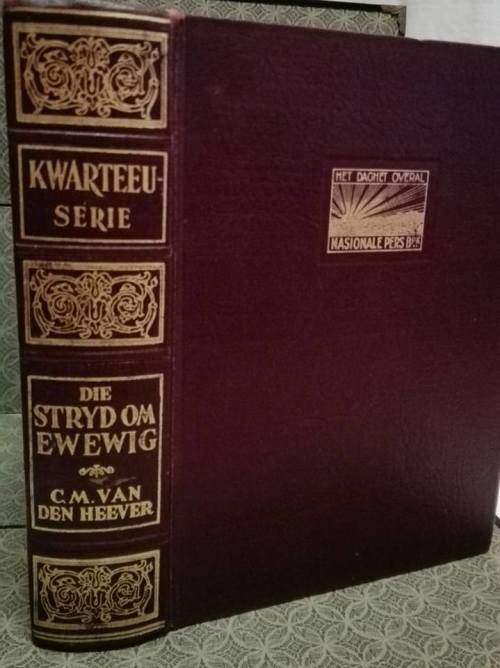 KWARTEEU-
SERIE
DIE
STRYD OM
EWEWIG
C.M. VAN
DEN HEEVER
HET DAGHET OVERAL
NASIONALE PERS BPK